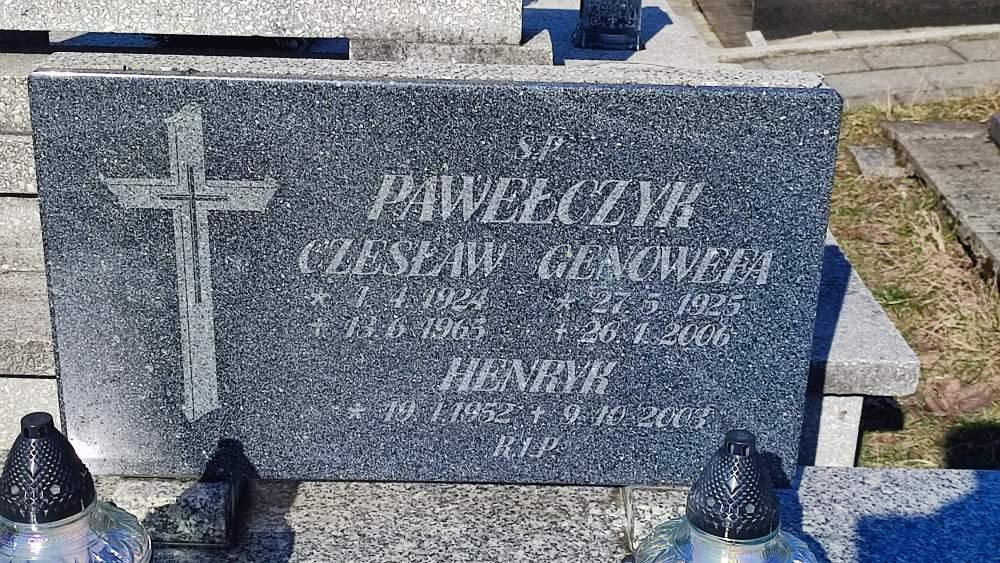 Ś.P.
PAWEŁCZYK
CZESŁAW GENOWEFA
* 1.4.1924 * 27.5.1925
+ 13.6.1965 + 26.1.2006
HENRYK
* 19.1.1952 + 9.10.2003
R.I.P.